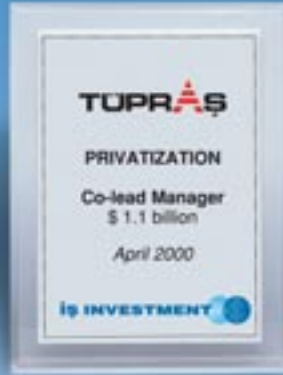 TÜPRAŞ
PRIVATIZATION
Co-lead Manager
$ 1.1 billion
April 2000
İŞ INVESTMENT